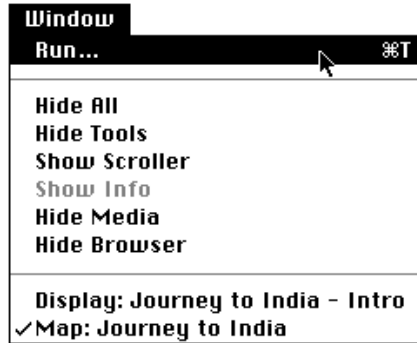 Window
Run... ⌘T
Hide All
Hide Tools
Show Scroller
Show Info
Hide Media
Hide Browser
Display: Journey to India - Intro
✓Map: Journey to India